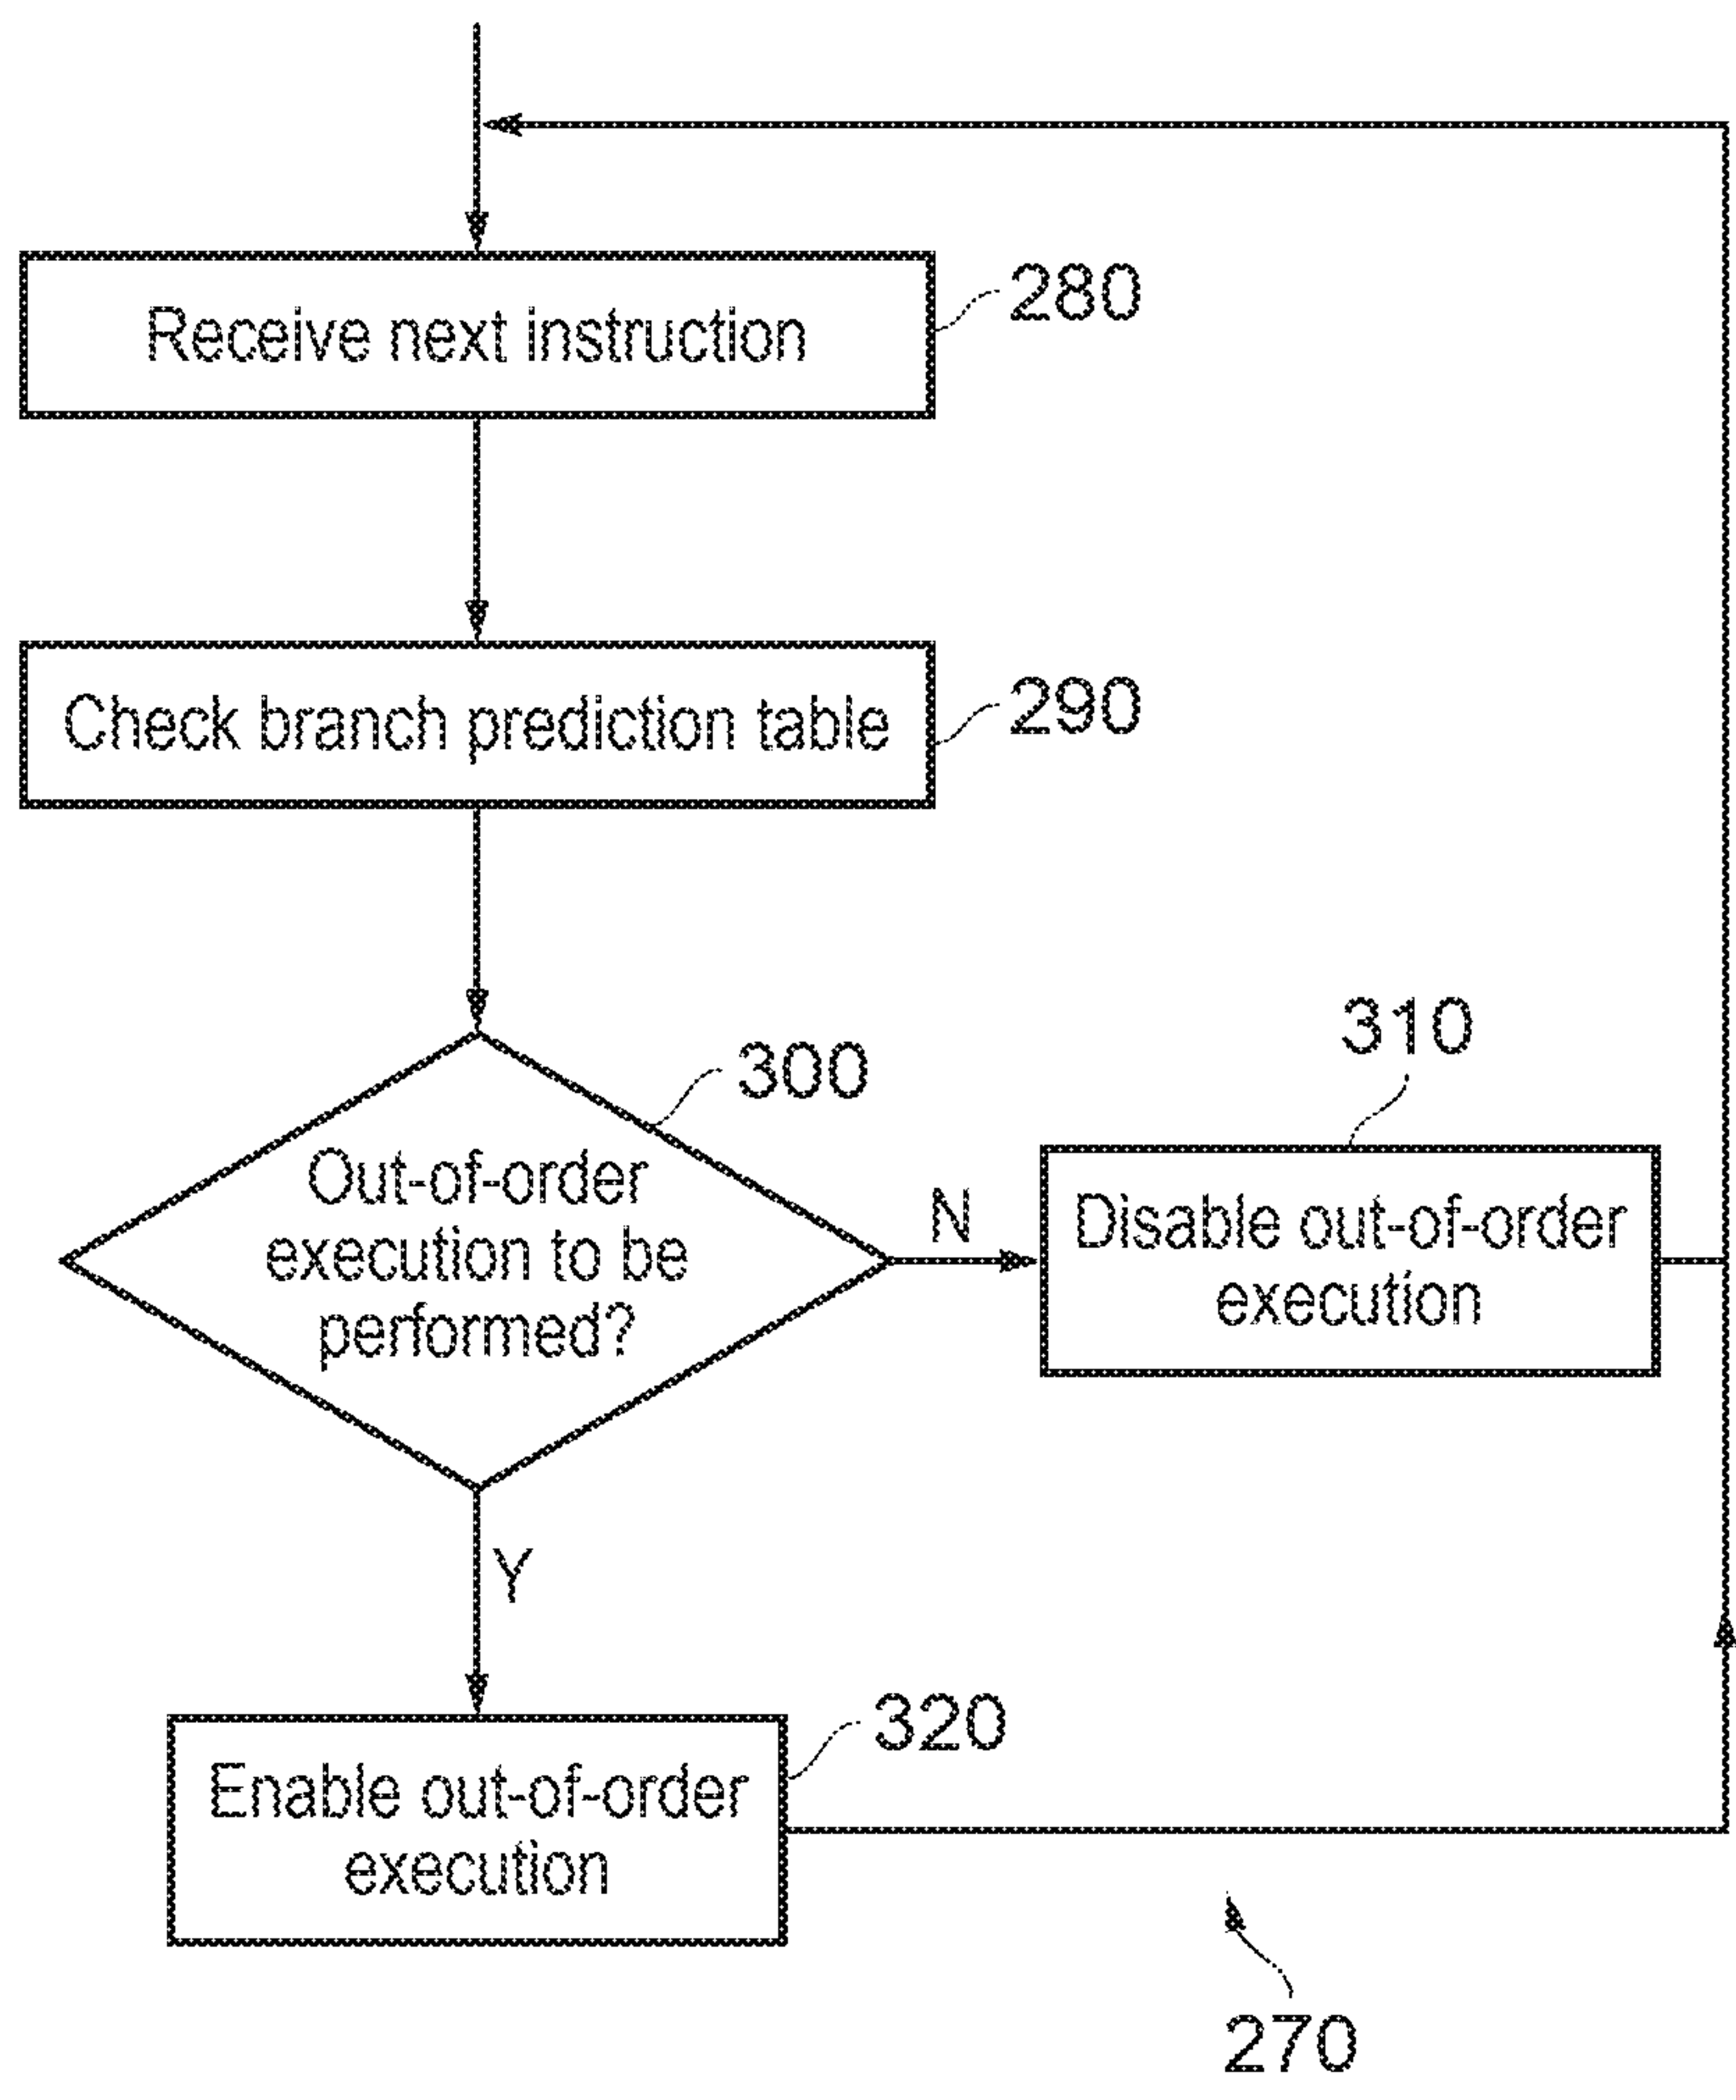 Receive next instruction
280
Check branch prediction table
290
300
Out-of-order
execution to be
performed?
N
310
Disable out-of-order
execution
Y
320
Enable out-of-order
execution
270